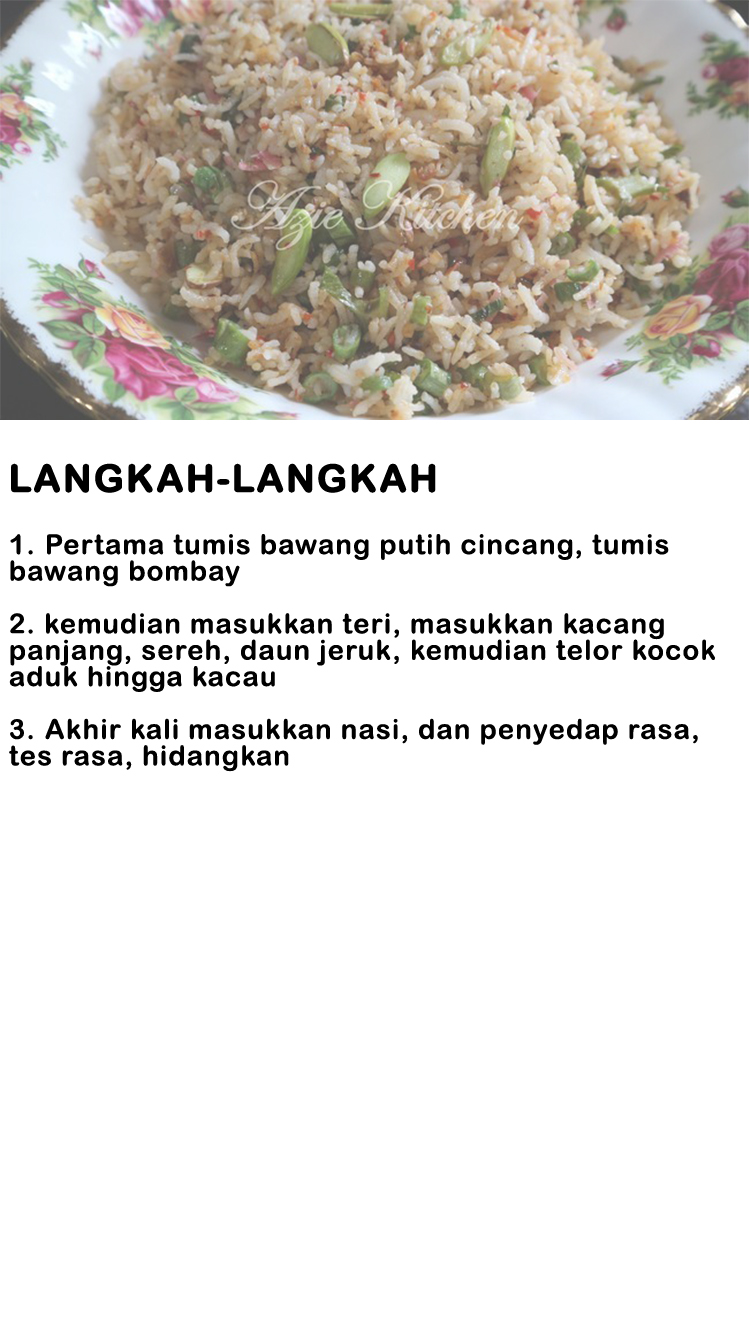 Azie Kitchen
LANGKAH-LANGKAH
1. Pertama tumis bawang putih cincang, tumis
bawang bombay
2. kemudian masukkan teri, masukkan kacang
panjang, sereh, daun jeruk, kemudian telor kocok
aduk hingga kacau
3. Akhir kali masukkan nasi, dan penyedap rasa,
tes rasa, hidangkan